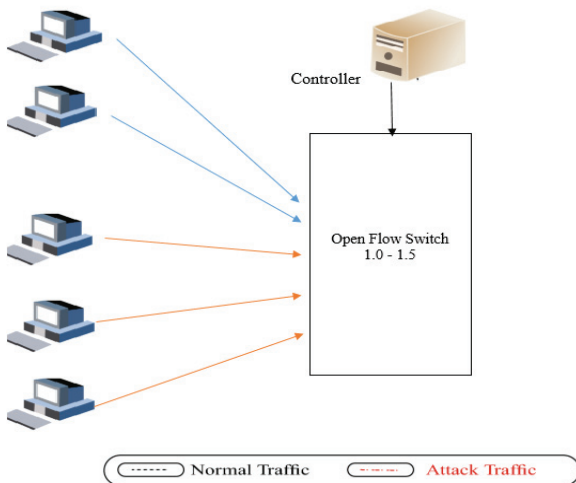 Controller
Open Flow Switch
1.0 - 1.5
Normal Traffic
Attack Traffic